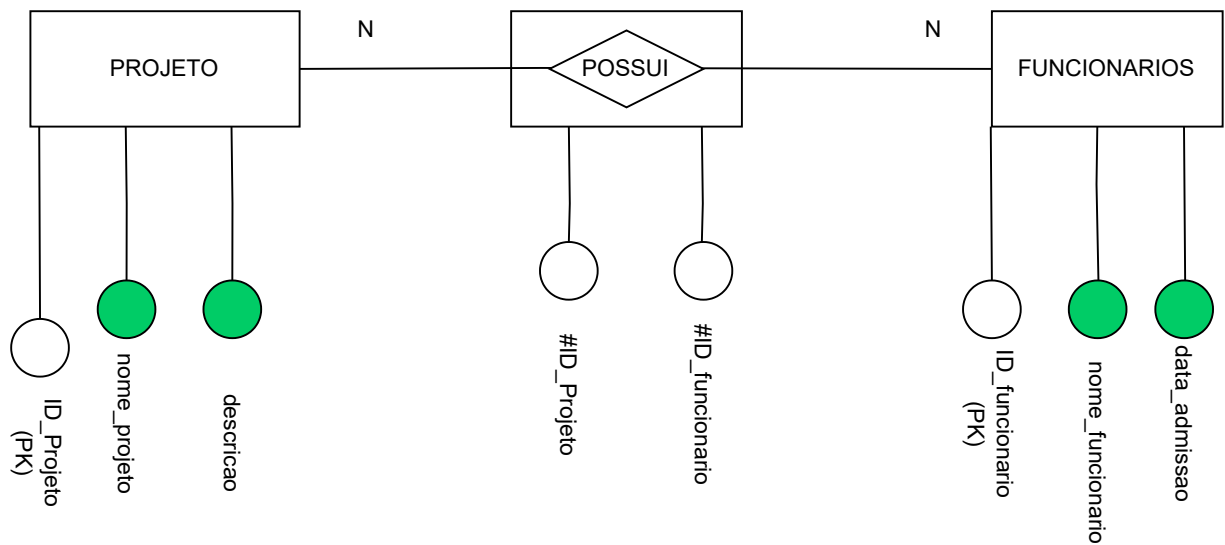 N
N
PROJETO
POSSUI
FUNCIONARIOS
ID_Projeto
(PK)
nome_projeto
descricao
#ID_Projeto
#ID_funcionario
ID_funcionario
(PK)
nome_funcionario
data_admissao